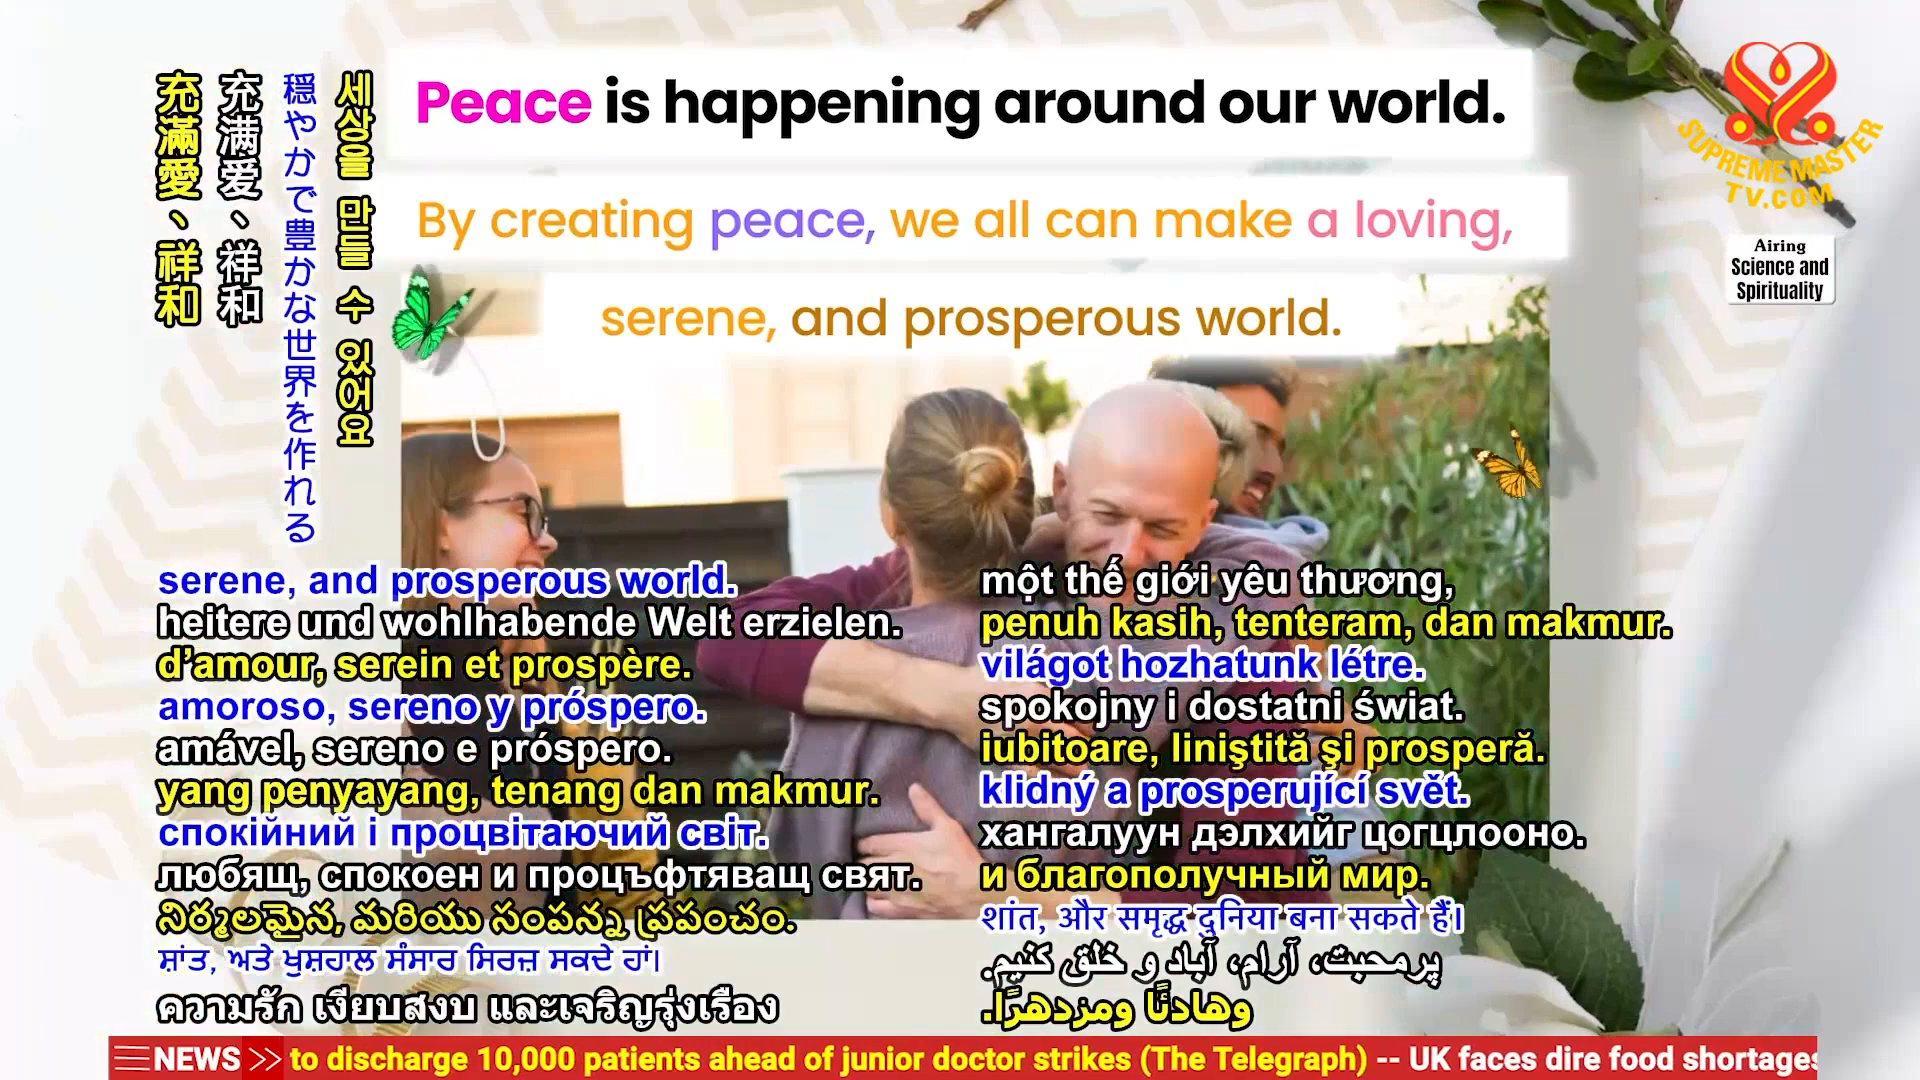 Peace is happening around our world.
By creating peace, we all can make a loving,
serene, and prosperous world.
SUPREME MASTER
TV.COM
Airing
Science and
Spirituality
充滿愛、祥和
充满爱、祥和
穏やかで豊かな世界を作れる
세상을 만들 수 있어요
serene, and prosperous world.
heitere und wohlhabende Welt erzielen.
d'amour, serein et prospère.
amoroso, sereno y próspero.
amável, sereno e próspero.
yang penyayang, tenang dan makmur.
спокійний і процвітаючий світ.
любящ, спокоен и процъфтяващ свят.
నిర్మలమైన, మరియు సంపన్న ప్రపంచం.
ਸ਼ਾਂਤ, ਅਤੇ ਖੁਸ਼ਹਾਲ ਸੰਸਾਰ ਸਿਰਜ਼ ਸਕਦੇ ਹਾਂ।
ความรัก เงียบสงบ และเจริญรุ่งเรือง
một thế giới yêu thương,
penuh kasih, tenteram, dan makmur.
világot hozhatunk létre.
spokojny i dostatni świat.
iubitoare, liniştită şi prosperă.
klidný a prosperující svět.
хангалуун дэлхийг цогцлооно.
и благополучный мир.
शांत, और समृद्ध दुनिया बना सकते हैं।
پرمحبت، آرام، آباد و خلق کنیم.
وهادئًا ومزدهرًا.
NEWS >> to discharge 10,000 patients ahead of junior doctor strikes (The Telegraph) -- UK faces dire food shortages